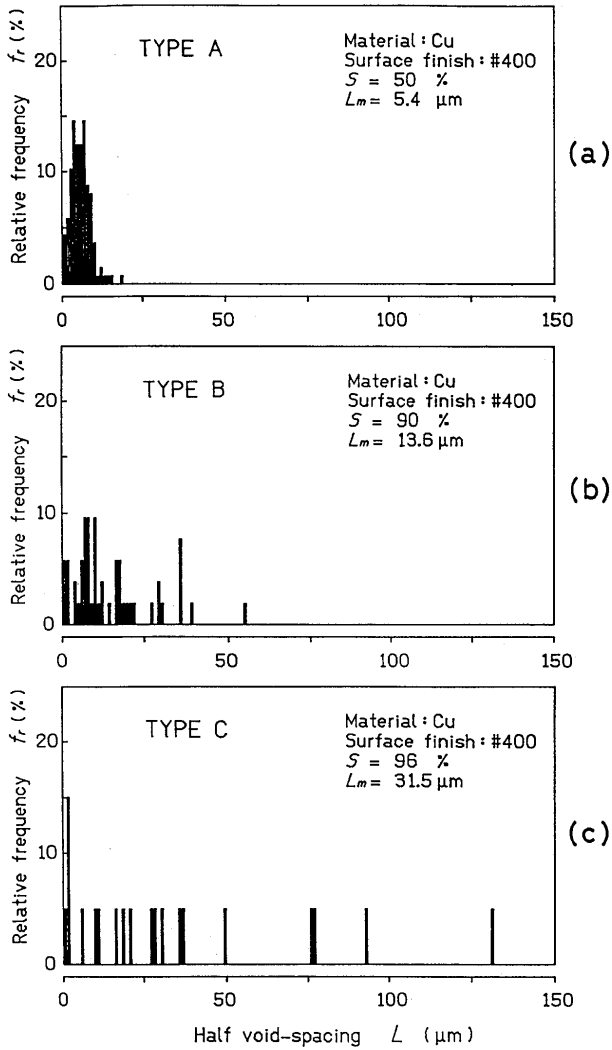 Relative frequency fr (%)
20
10
0
TYPE A
Material : Cu
Surface finish : #400
S = 50 %
Lm = 5.4 μm
(a)
0 50 100 150
Relative frequency fr (%)
20
10
0
TYPE B
Material : Cu
Surface finish : #400
S = 90 %
Lm = 13.6 μm
(b)
0 50 100 150
Relative frequency fr (%)
20
10
0
TYPE C
Material : Cu
Surface finish : #400
S = 96 %
Lm = 31.5 μm
(c)
0 50 100 150
Half void-spacing L (μm)